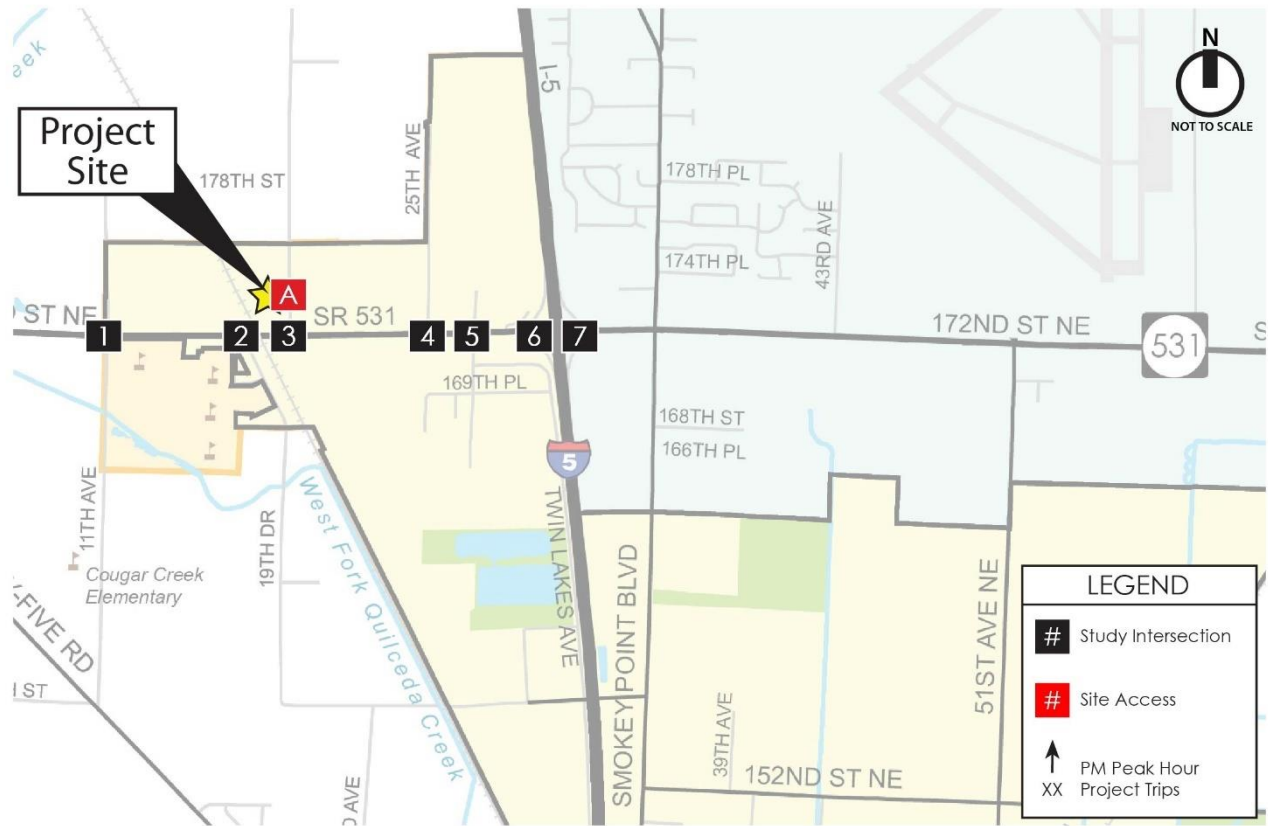 eek
N
NOT TO SCALE
I-5
Project
Site
25TH AVE
178TH ST
178TH PL
174TH PL
43RD AVE
A
D ST NE
SR 531
172ND ST NE
S
1
2
3
4
5
6
7
531
169TH PL
168TH ST
166TH PL
5
11TH AVE
19TH DR
West Fork Quilceda Creek
TWIN LAKES AVE
SMOKEY POINT BLVD
51ST AVE NE
Cougar Creek
Elementary
-FIVE RD
ST
39TH AVE
152ND ST NE
D AVE
LEGEND
# Study Intersection
# Site Access
PM Peak Hour
XX Project Trips